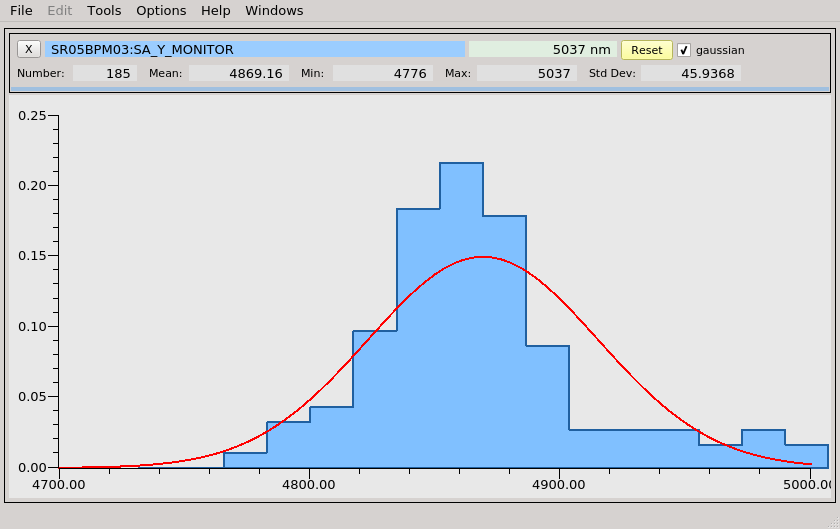 File Edit Tools Options Help Windows
X SR05BPM03:SA_Y_MONITOR 5037 nm Reset gaussian
Number: 185 Mean: 4869.16 Min: 4776 Max: 5037 Std Dev: 45.9368
0.25
0.20
0.15
0.10
0.05
0.00
4700.00 4800.00 4900.00 5000.0